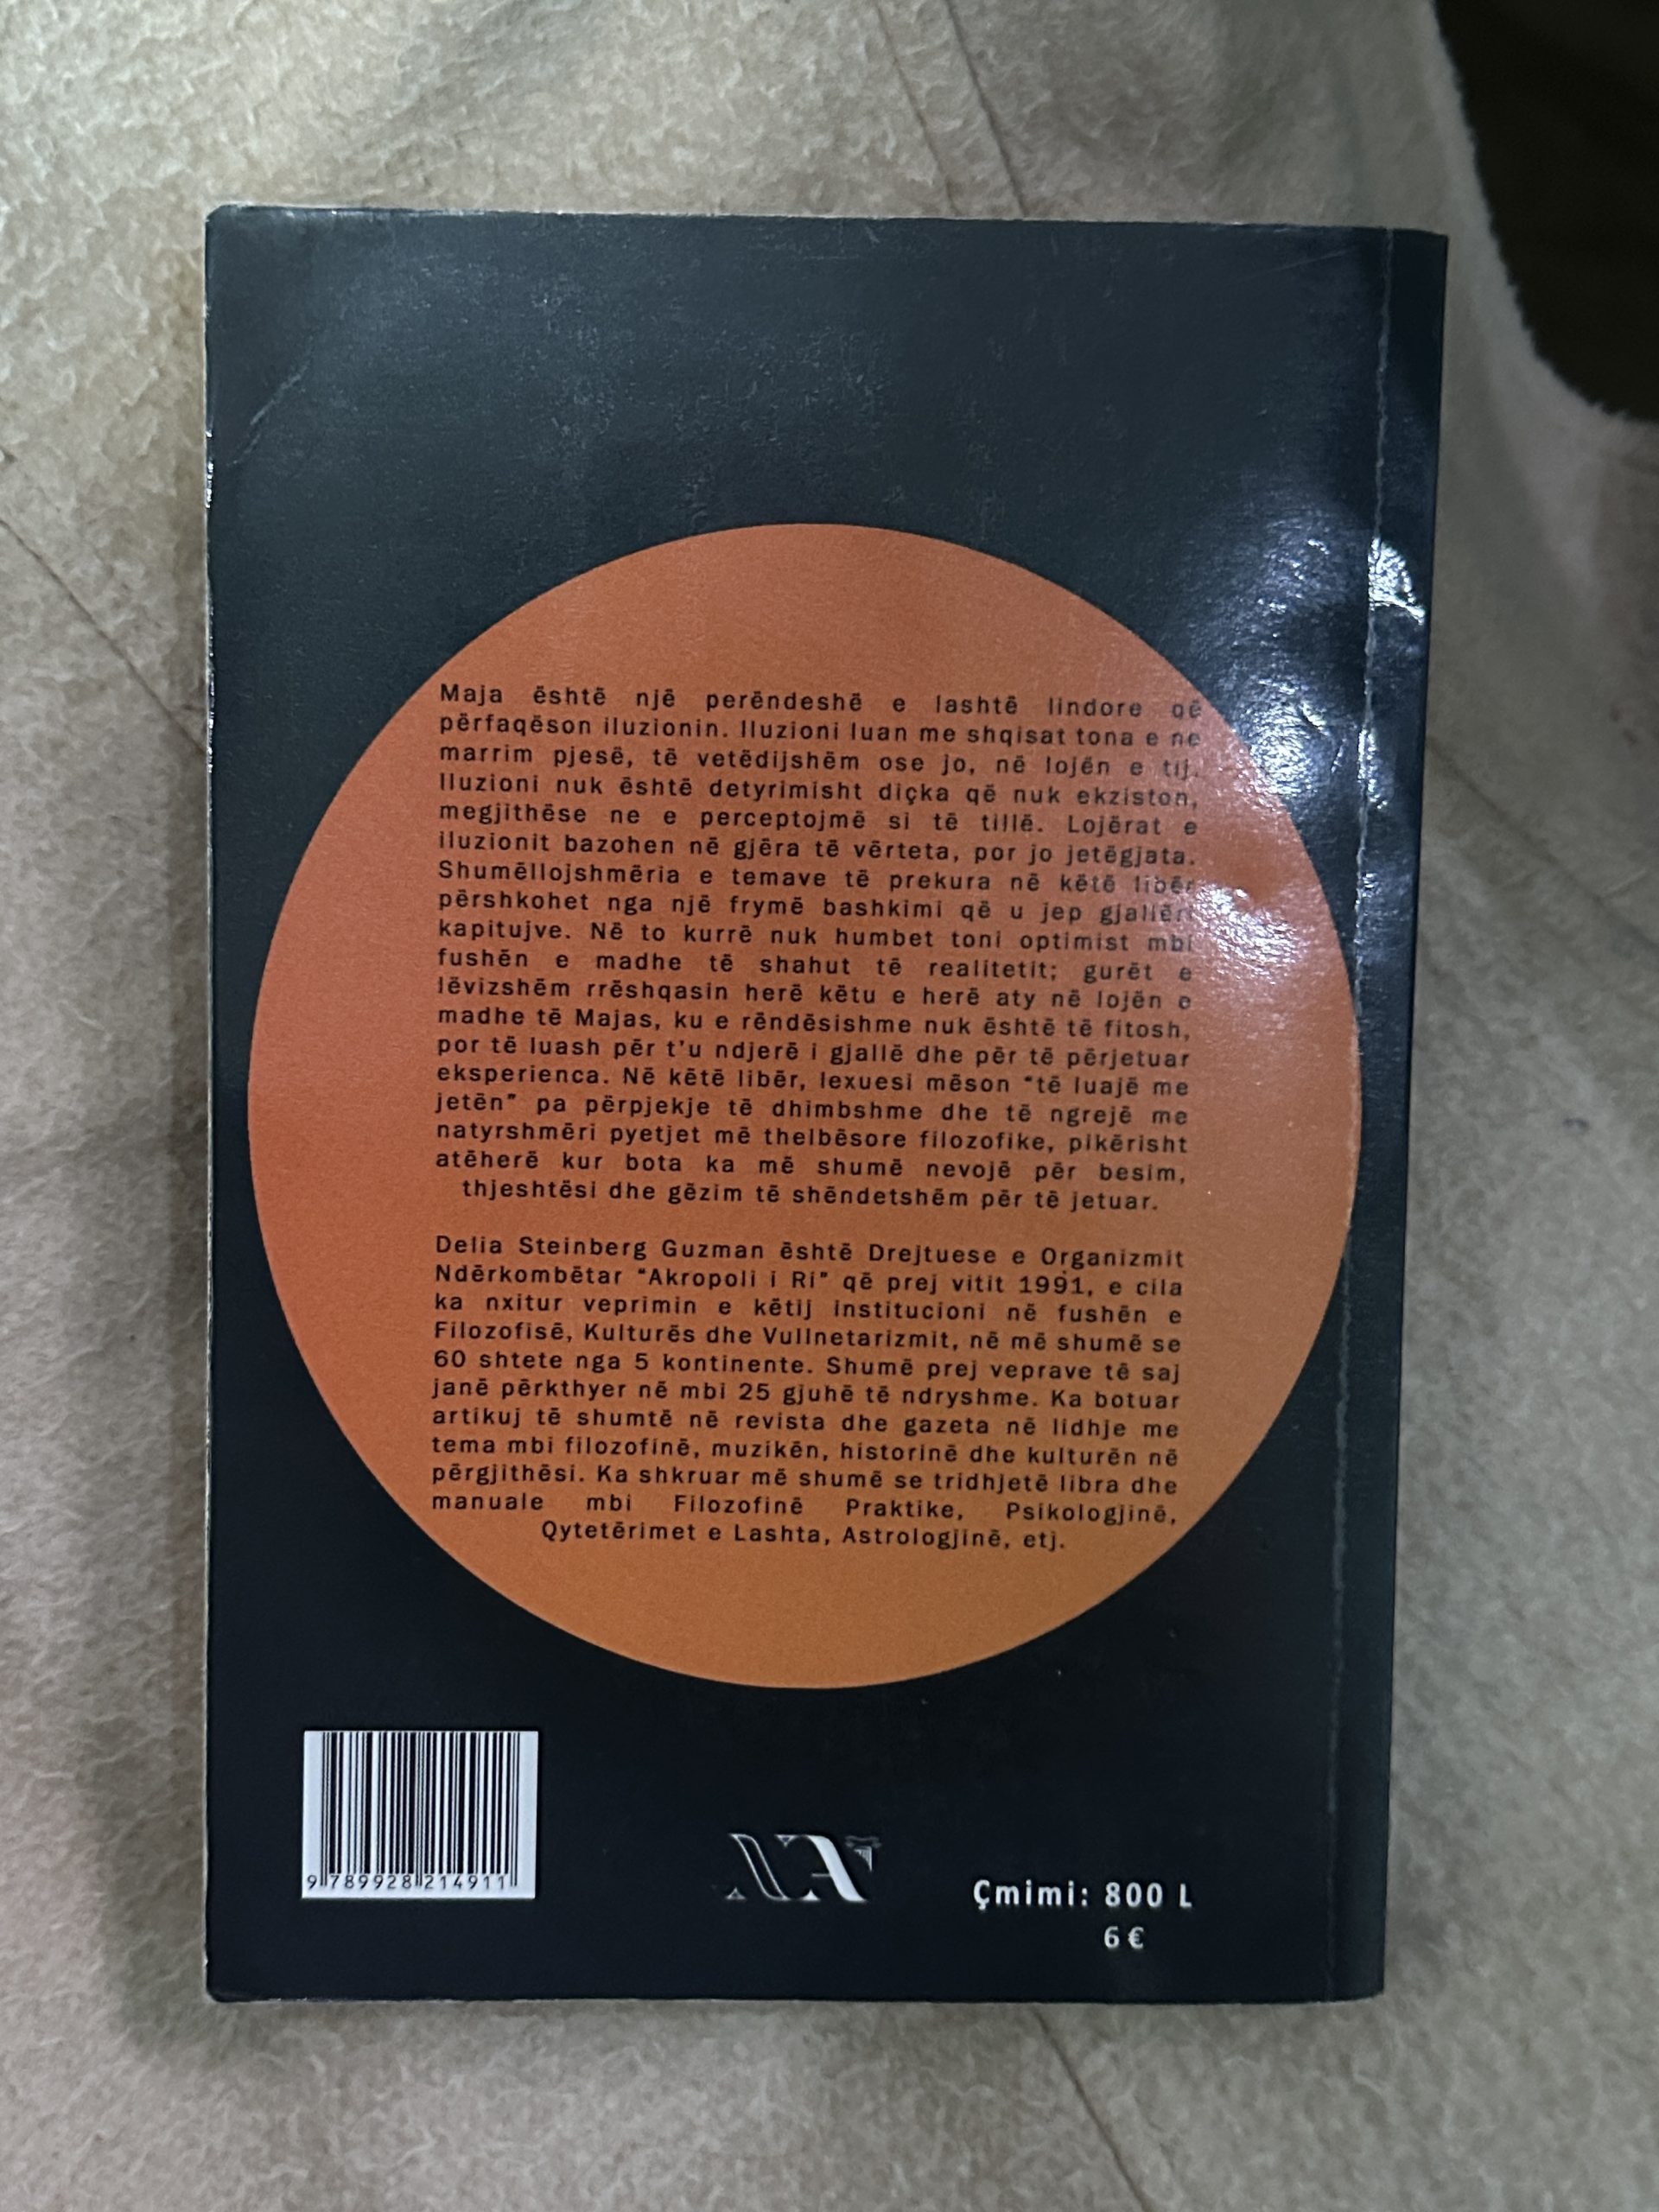 Maja është një perëndeshë e lashtë lindore që
përfaqëson iluzionin. Iluzioni luan me shqisat tona e ne
marrim pjesë, të vetëdijshëm ose jo, në lojën e tij.
Iluzioni nuk është detyrimisht diçka që nuk ekziston,
megjithëse ne e perceptojmë si të tillë. Lojërat e
iluzionit bazohen në gjëra të vërteta, por jo jetëgjata.
Shumëllojshmëria e temave të prekura në këtë libër
përshkohet nga një frymë bashkimi që u jep
kapitujve. Në to kurrë nuk humbet toni optimist mbi
fushën e madhe të shahut të realitetit; gurët e
lëvizshëm rrëshqasin herë këtu e herë aty në lojën e
madhe të Majas, ku e rëndësishme nuk është të fitosh,
por të luash për t'u ndjerë i gjallë dhe për të përjetuar
eksperienca. Në këtë libër, lexuesi mëson "të luajë me
jetën" pa përpjekje të dhimbshme dhe të ngrejë me
natyrshmëri pyetjet më thelbësore filozofike, pikërisht
atëherë kur bota ka më shumë nevojë për besim,
thjeshtësi dhe gëzim të shëndetshëm për të jetuar.
Delia Steinberg Guzman është Drejtuese e Organizmit
Ndërkombëtar "Akropoli i Ri" që prej vitit 1991, e cila
ka nxitur veprimin e këtij institucioni në fushën e
Filozofisë, Kulturës dhe Vullnetarizmit, në më shumë se
60 shtete nga 5 kontinente. Shumë prej veprave të saj
janë përkthyer në mbi 25 gjuhë të ndryshme. Ka botuar
artikuj të shumtë në revista dhe gazeta në lidhje me
tema mbi filozofinë, muzikën, historinë dhe kulturën në
përgjithësi. Ka shkruar më shumë se tridhjetë libra dhe
manuale mbi Filozofinë Praktike, Psikologjinë,
Qytetërimet e Lashta, Astrologjinë, etj.
9 789928 214911
Çmimi: 800 L
6 €